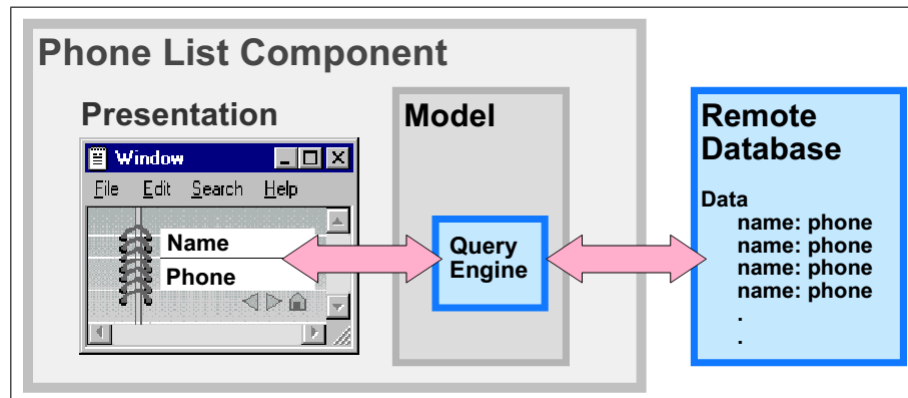 Phone List Component
Presentation
Window
File Edit Search Help
Name
Phone
Model
Query
Engine
Remote
Database
Data
name: phone
name: phone
name: phone
name: phone
.
.